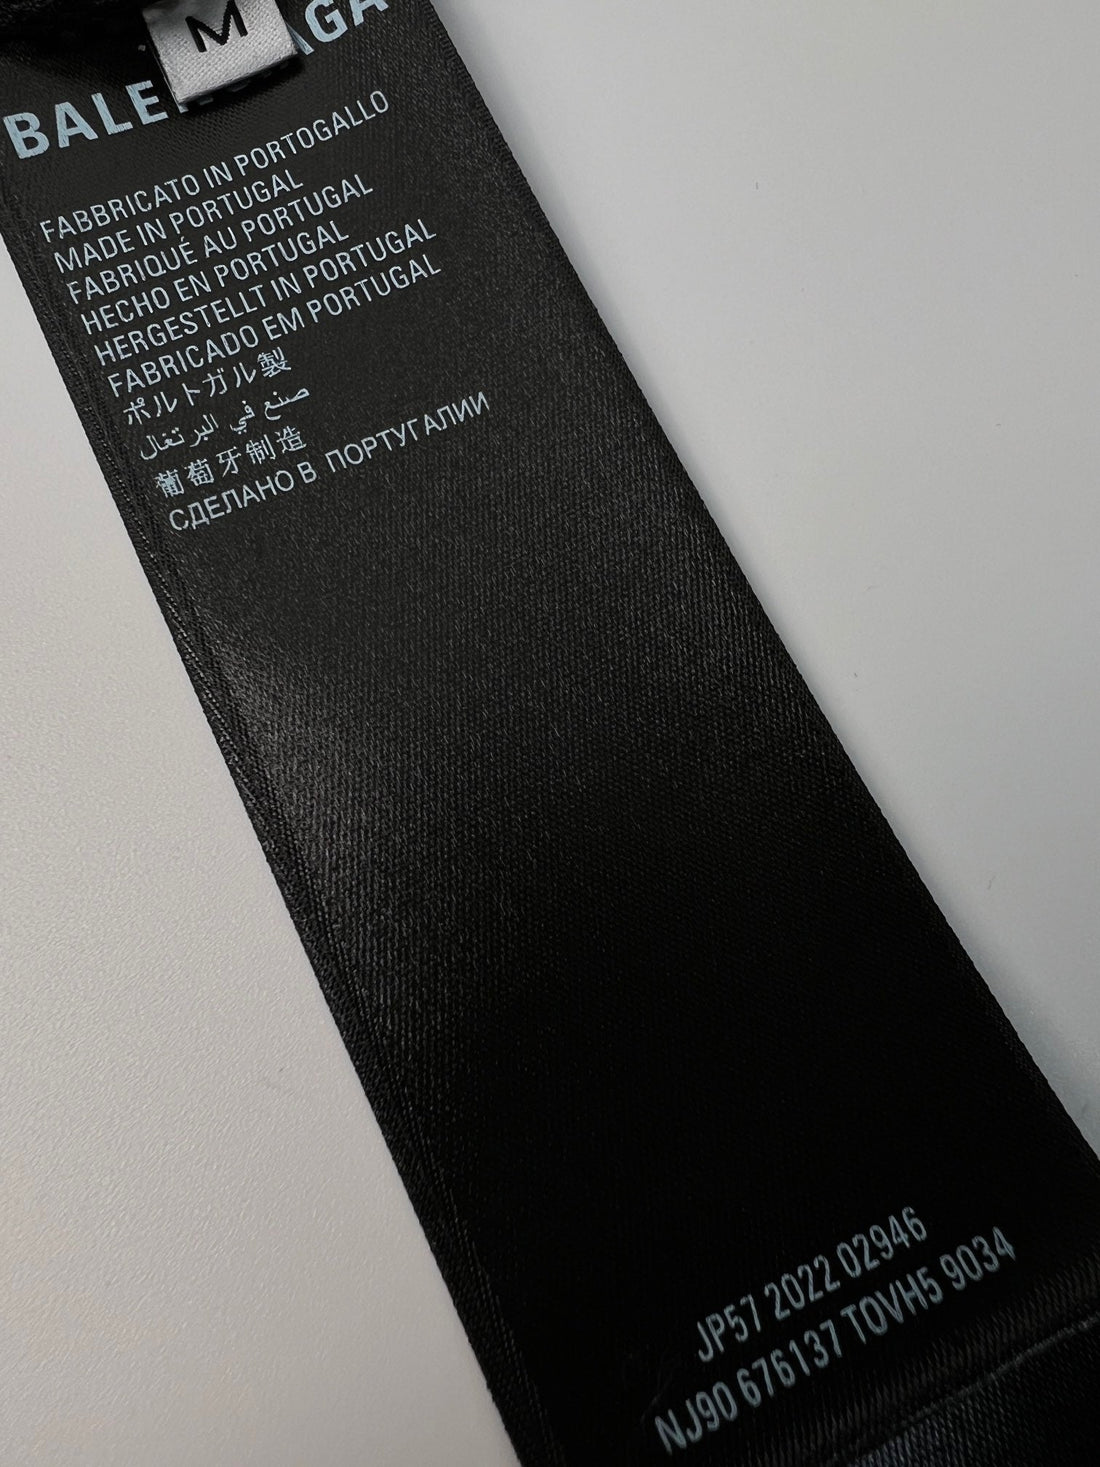 M
BALE AGA
FABBRICATO IN PORTOGALLO
MADE IN PORTUGAL
FABRIQUÉ AU PORTUGAL
HECHO EN PORTUGAL
HERGESTELLT IN PORTUGAL
FABRICADO EM PORTUGAL
ポルトガル製
صنع في البرتغال
葡萄牙制造
СДЕЛАНО В ПОРТУГАЛИИ
JP57 2022 02946
NJ90 676137 TOVH5 9034